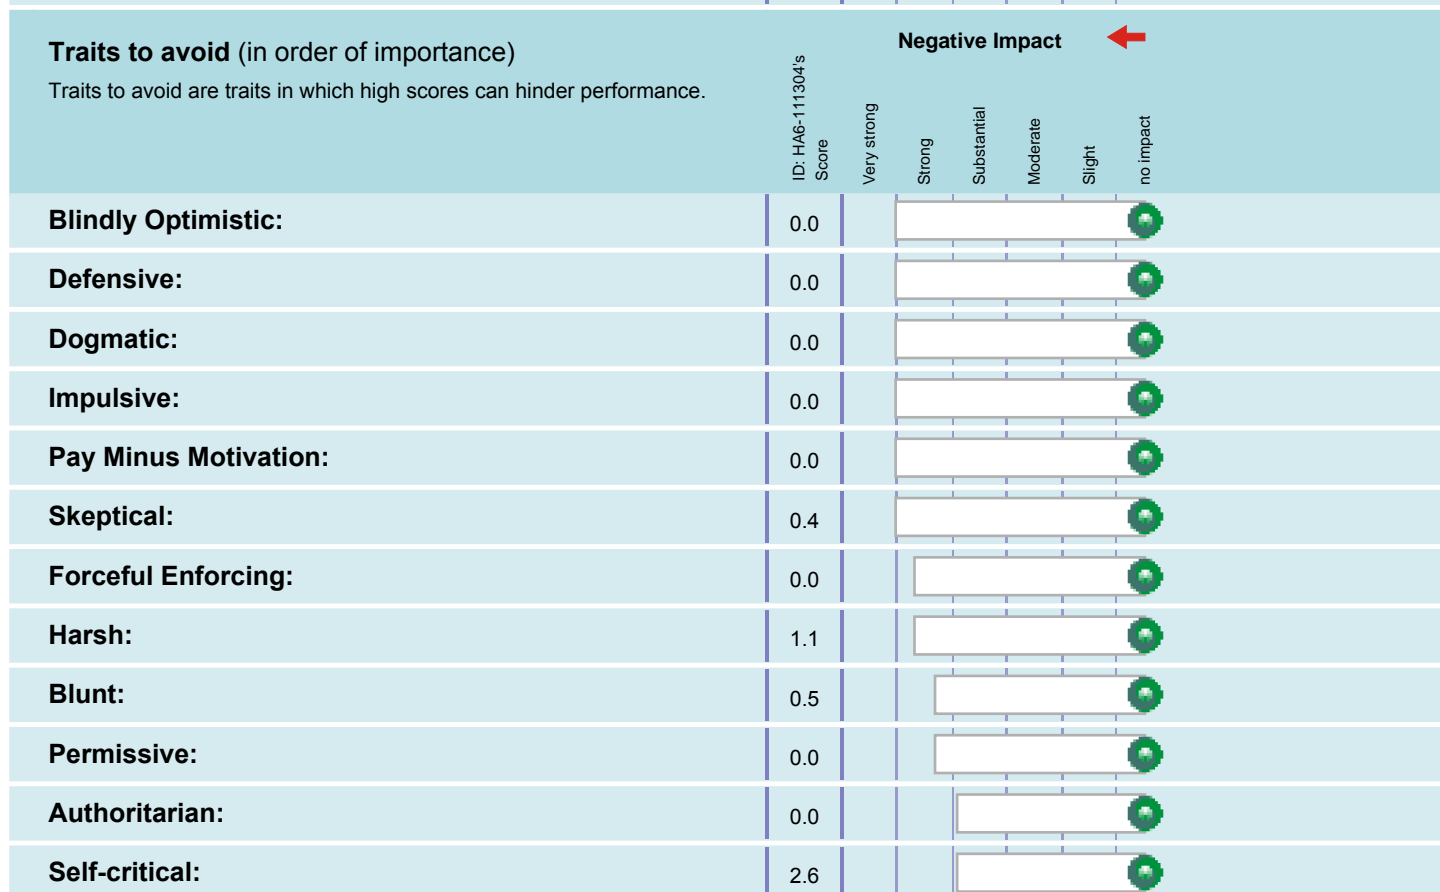 Traits to avoid (in order of importance)
Traits to avoid are traits in which high scores can hinder performance.
ID: HA6-111304's
Score
Negative Impact
Very strong
Strong
Substantial
Moderate
Slight
no impact
Blindly Optimistic: 0.0
Defensive: 0.0
Dogmatic: 0.0
Impulsive: 0.0
Pay Minus Motivation: 0.0
Skeptical: 0.4
Forceful Enforcing: 0.0
Harsh: 1.1
Blunt: 0.5
Permissive: 0.0
Authoritarian: 0.0
Self-critical: 2.6